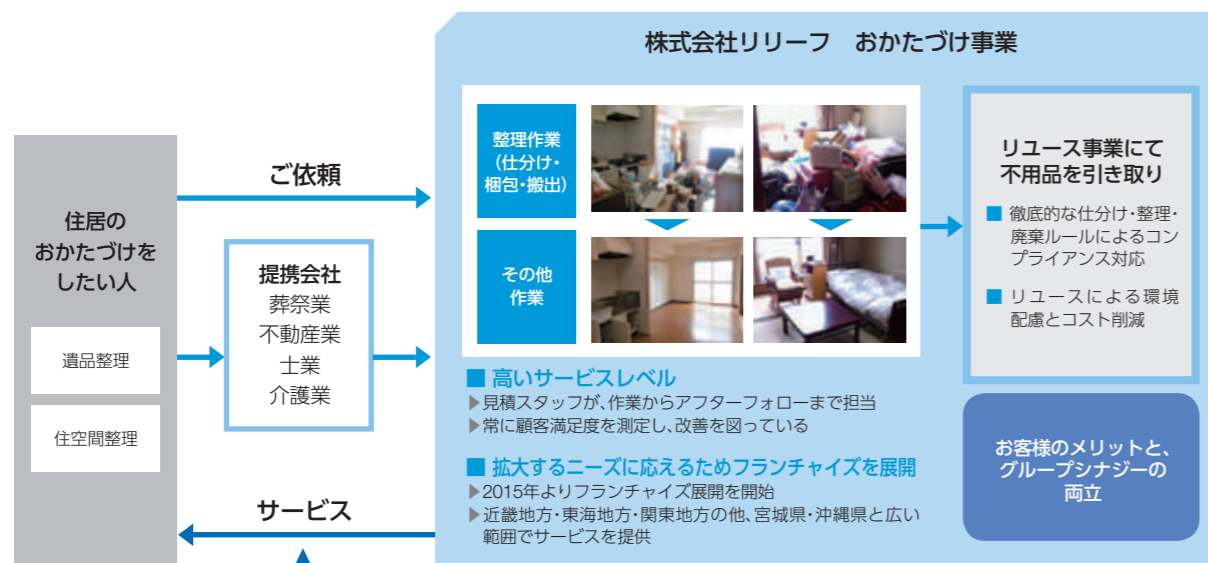 株式会社リリーフ　おかたづけ事業
住居の
おかたづけを
したい人
遺品整理
住空間整理
ご依頼
提携会社
葬祭業
不動産業
士業
介護業
サービス
整理作業
(仕分け・
梱包・搬出)
その他
作業
■ 高いサービスレベル
▶見積スタッフが、作業からアフターフォローまで担当
▶常に顧客満足度を測定し、改善を図っている
■ 拡大するニーズに応えるためフランチャイズを展開
▶2015年よりフランチャイズ展開を開始
▶近畿地方・東海地方・関東地方の他、宮城県・沖縄県と広い
範囲でサービスを提供
リユース事業にて
不用品を引き取り
■ 徹底的な仕分け・整理・
廃棄ルールによるコン
プライアンス対応
■ リユースによる環境
配慮とコスト削減
お客様のメリットと、
グループシナジーの
両立